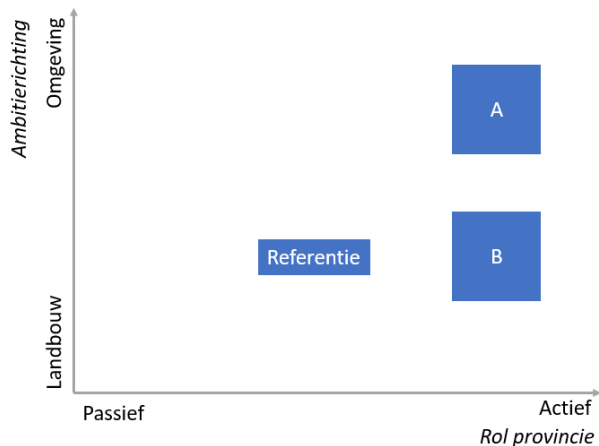 Ambitierichting
Omgeving
Landbouw
A
Referentie
B
Passief
Actief
Rol provincie